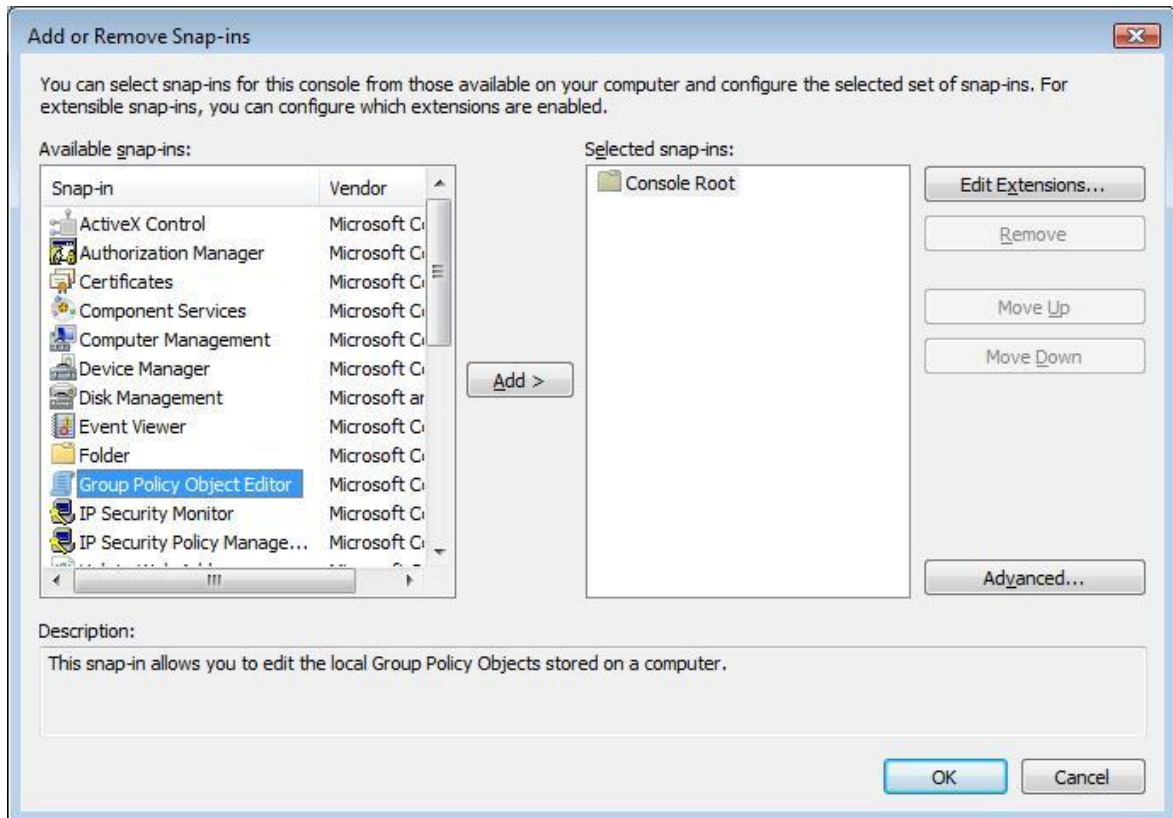 Add or Remove Snap-ins
You can select snap-ins for this console from those available on your computer and configure the selected set of snap-ins. For
extensible snap-ins, you can configure which extensions are enabled.
Available snap-ins:
Selected snap-ins:
Snap-in Vendor
ActiveX Control Microsoft C
Authorization Manager Microsoft C
Certificates Microsoft C
Component Services Microsoft C
Computer Management Microsoft C
Device Manager Microsoft C
Disk Management Microsoft an
Event Viewer Microsoft C
Folder Microsoft C
Group Policy Object Editor Microsoft C
IP Security Monitor Microsoft C
IP Security Policy Manage... Microsoft C
Add >
Console Root
Edit Extensions...
Remove
Move Up
Move Down
Advanced...
Description:
This snap-in allows you to edit the local Group Policy Objects stored on a computer.
OK Cancel